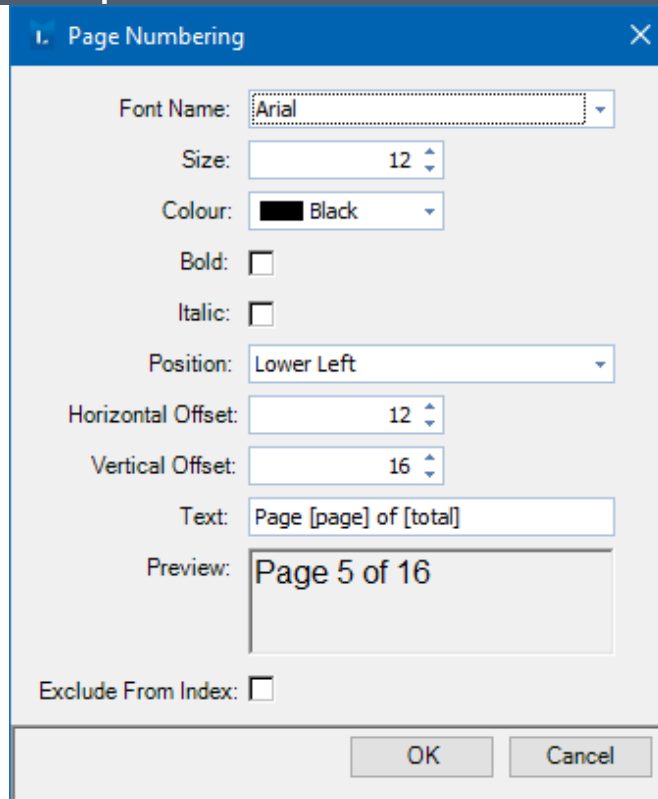 L. Page Numbering
Font Name: Arial
Size: 12
Colour: Black
Bold:
Italic:
Position: Lower Left
Horizontal Offset: 12
Vertical Offset: 16
Text: Page [page] of [total]
Preview: Page 5 of 16
Exclude From Index:
OK Cancel